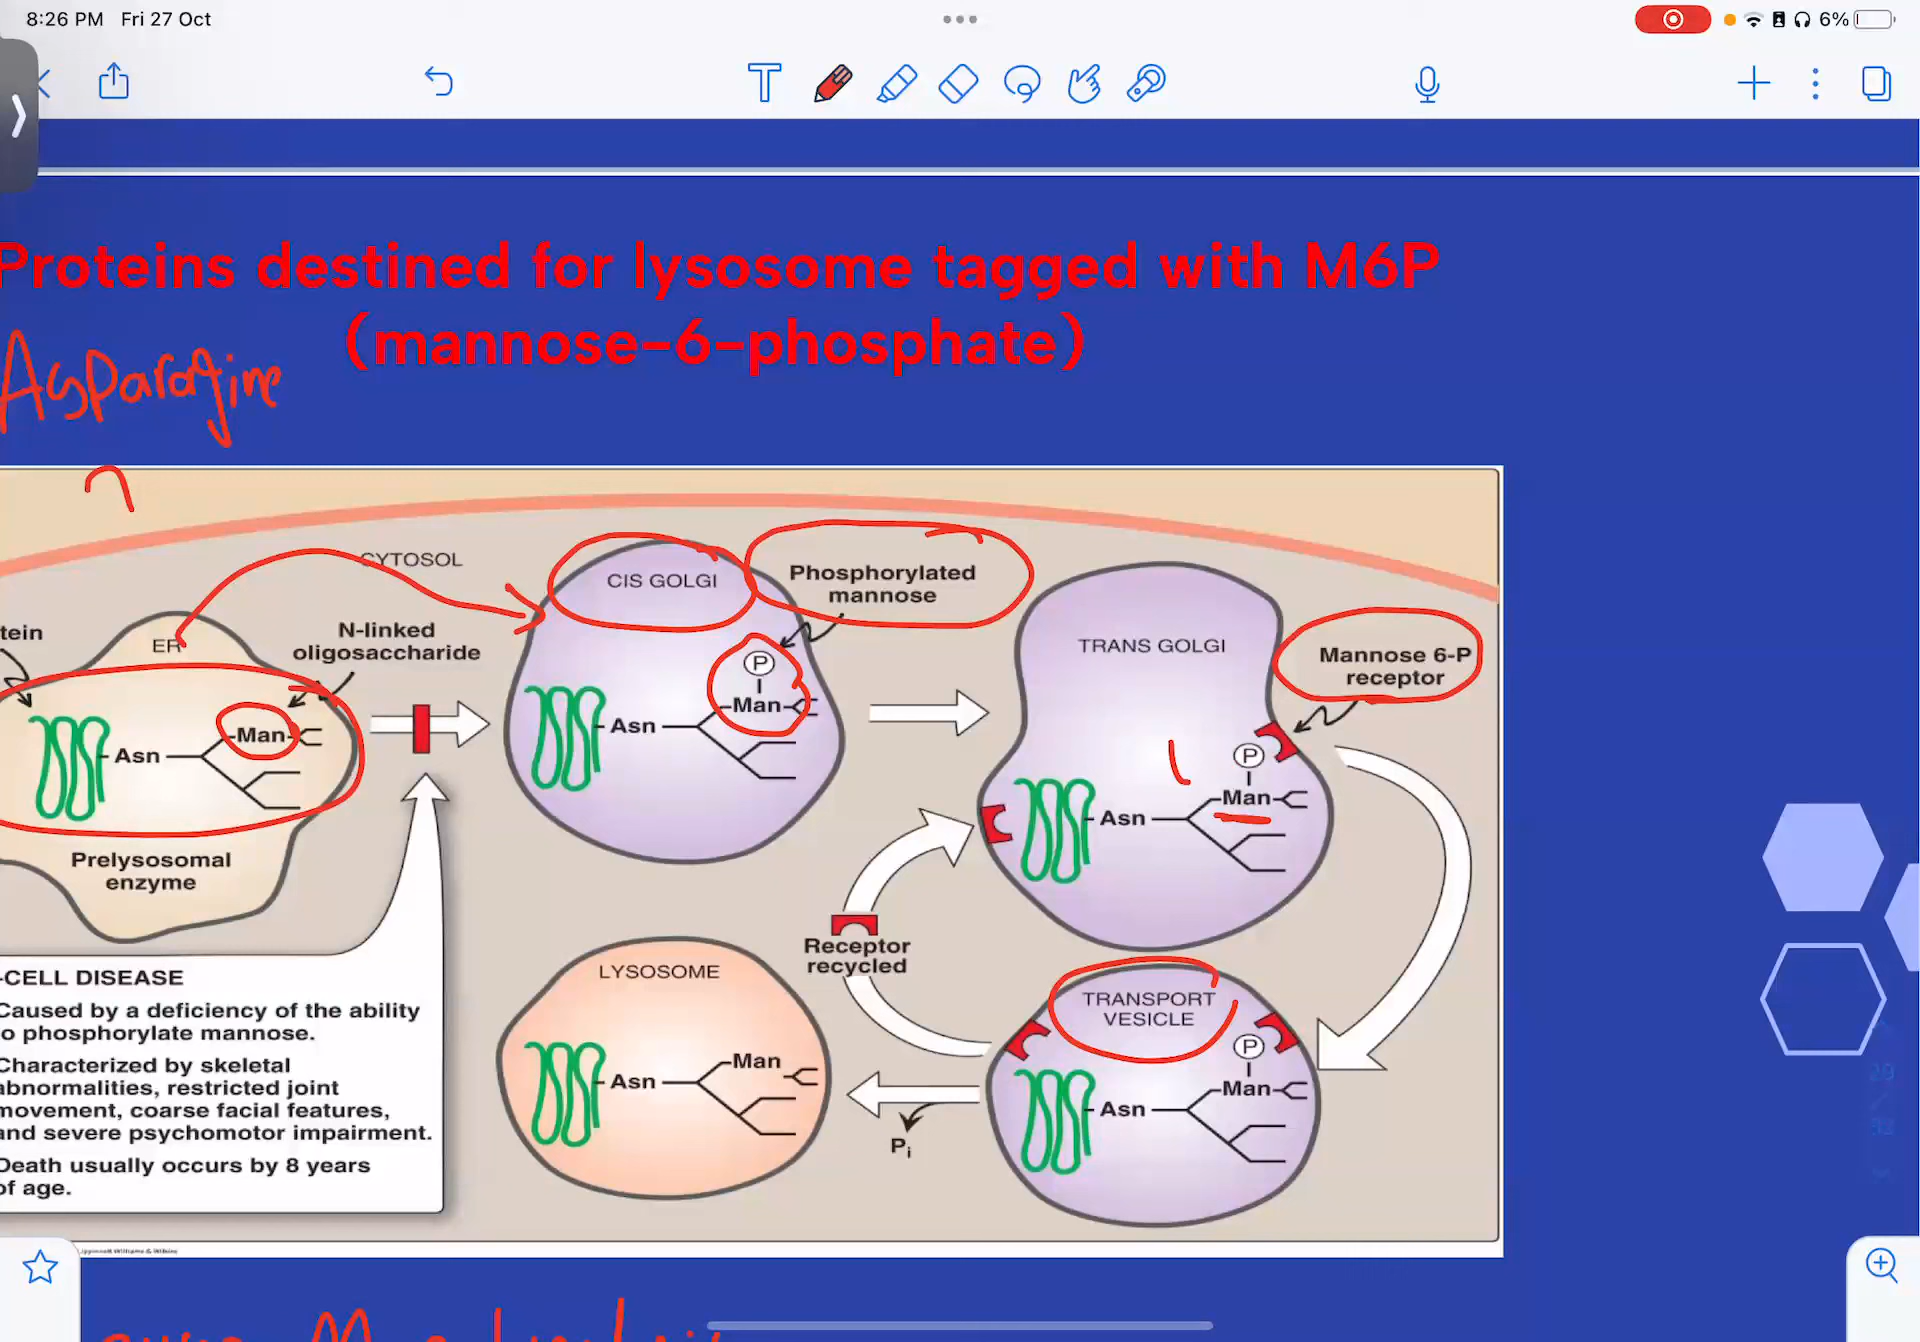 8:26 PM Fri 27 Oct
6%
Proteins destined for lysosome tagged with M6P
(mannose-6-phosphate)
Asparagine
CYTOSOL
CIS GOLGI
Phosphorylated
mannose
tein
ER
N-linked
oligosaccharide
P
Man
Asn
Man
Asn
Prelysosomal
enzyme
TRANS GOLGI
Mannose 6-P
receptor
P
Man
Asn
Receptor
recycled
TRANSPORT
VESICLE
P
Man
Asn
Pi
LYSOSOME
Man
Asn
-CELL DISEASE
Caused by a deficiency of the ability
o phosphorylate mannose.
Characterized by skeletal
abnormalities, restricted joint
movement, coarse facial features,
and severe psychomotor impairment.
Death usually occurs by 8 years
of age.
Lippincott Williams & Wilkins